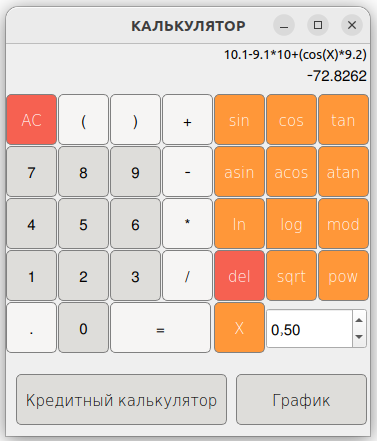 КАЛЬКУЛЯТОР
10.1-9.1*10+(cos(X)*9.2)
-72.8262
AC ( ) + sin cos tan
7 8 9 - asin acos atan
4 5 6 * ln log mod
1 2 3 / del sqrt pow
. 0 = X 0,50
Кредитный калькулятор График